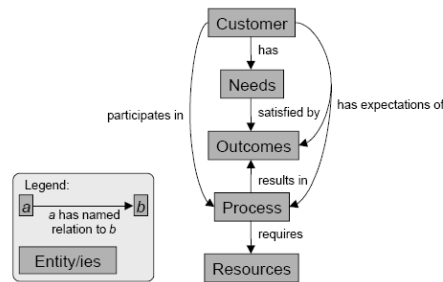 Customer
has
Needs
participates in
satisfied by
has expectations of
Outcomes
results in
Process
requires
Resources
Legend:
a
b
a has named
relation to b
Entity/ies